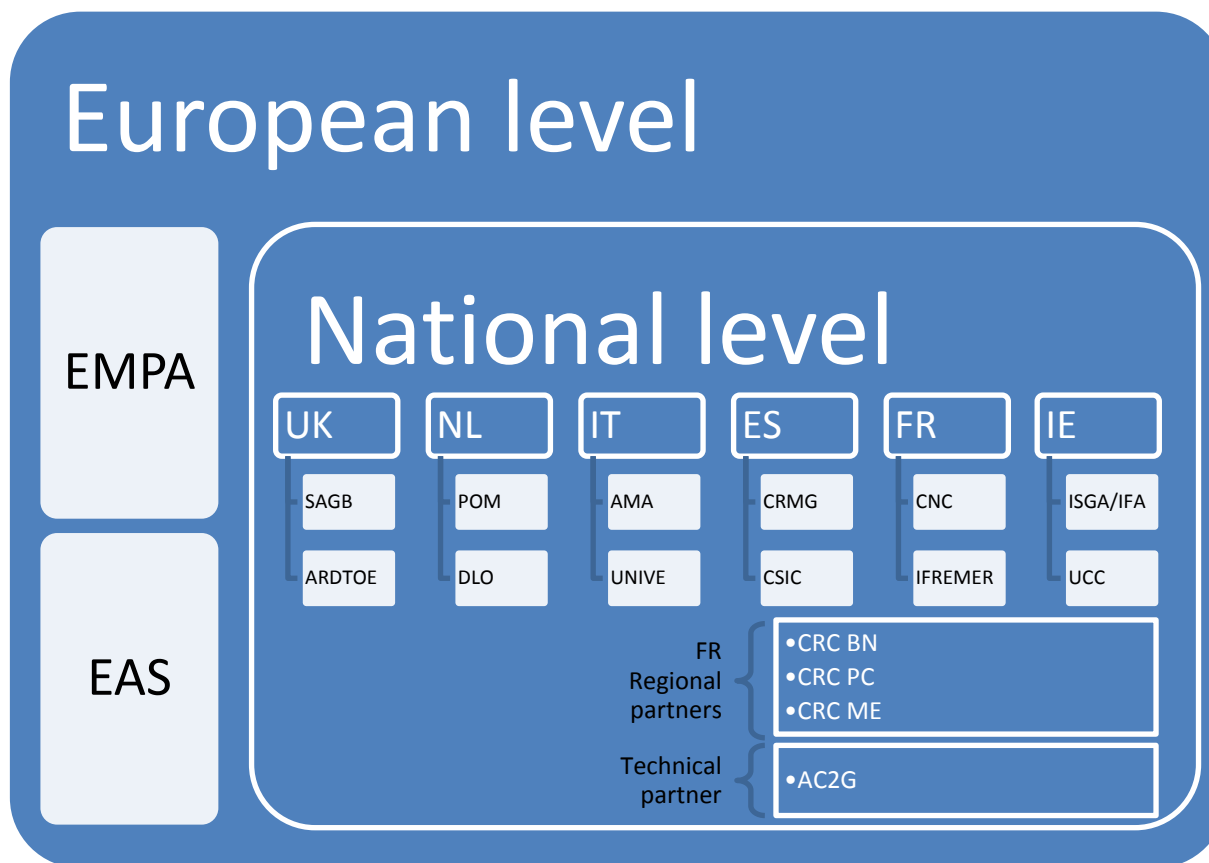 European level
EMPA
EAS
National level
UK
NL
IT
ES
FR
IE
SAGB
POM
AMA
CRMG
CNC
ISGA/IFA
ARDTOE
DLO
UNIVE
CSIC
IFREMER
UCC
FR
Regional
partners
•CRC BN
•CRC PC
•CRC ME
Technical
partner
•AC2G